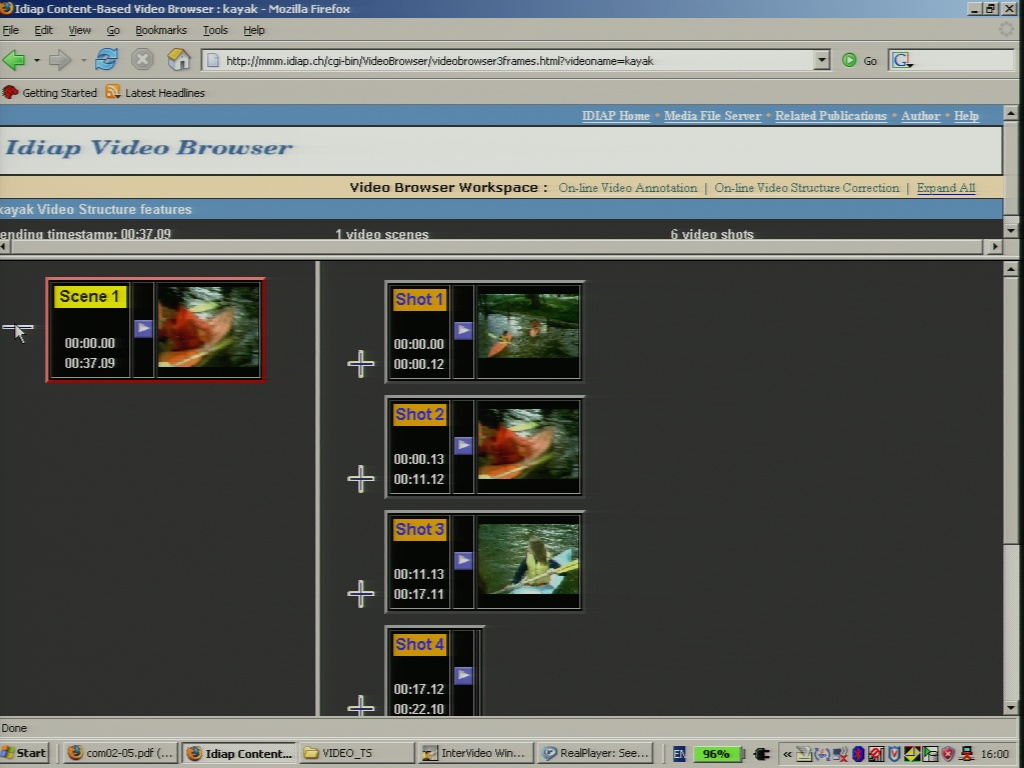 Idiap Content-Based Video Browser : kayak - Mozilla Firefox
File Edit View Go Bookmarks Tools Help
http://mmm.idiap.ch/cgi-bin/VideoBrowser/videobrowser3frames.html?videoname=kayak Go G
Getting Started Latest Headlines
IDIAP Home • Media File Server • Related Publications • Author • Help
Idiap Video Browser
Video Browser Workspace : On-line Video Annotation | On-line Video Structure Correction | Expand All
kayak Video Structure features
ending timestamp: 00:37.09 1 video scenes 6 video shots
Scene 1
00:00.00
00:37.09
Shot 1
00:00.00
00:00.12
Shot 2
00:00.13
00:11.12
Shot 3
00:11.13
00:17.11
Shot 4
00:17.12
00:22.10
Done
Start com02-05.pdf (... Idiap Content... VIDEO_TS InterVideo Win... RealPlayer: See... EN 96% « 16:00